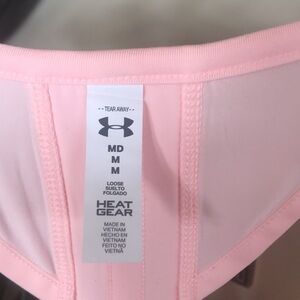 -- TEAR AWAY --
MD
M
M
LOOSE
SUELTO
FOLGADO
HEAT
GEAR
MADE IN
VIETNAM
HECHO EN
VIETNAM
FEITO NO
VIETNÃ